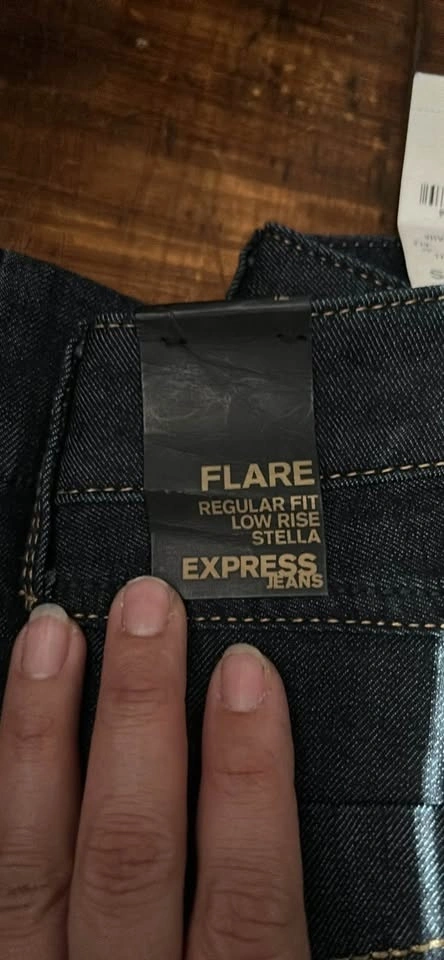 FLARE
REGULAR FIT
LOW RISE
STELLA
EXPRESS
JEANS